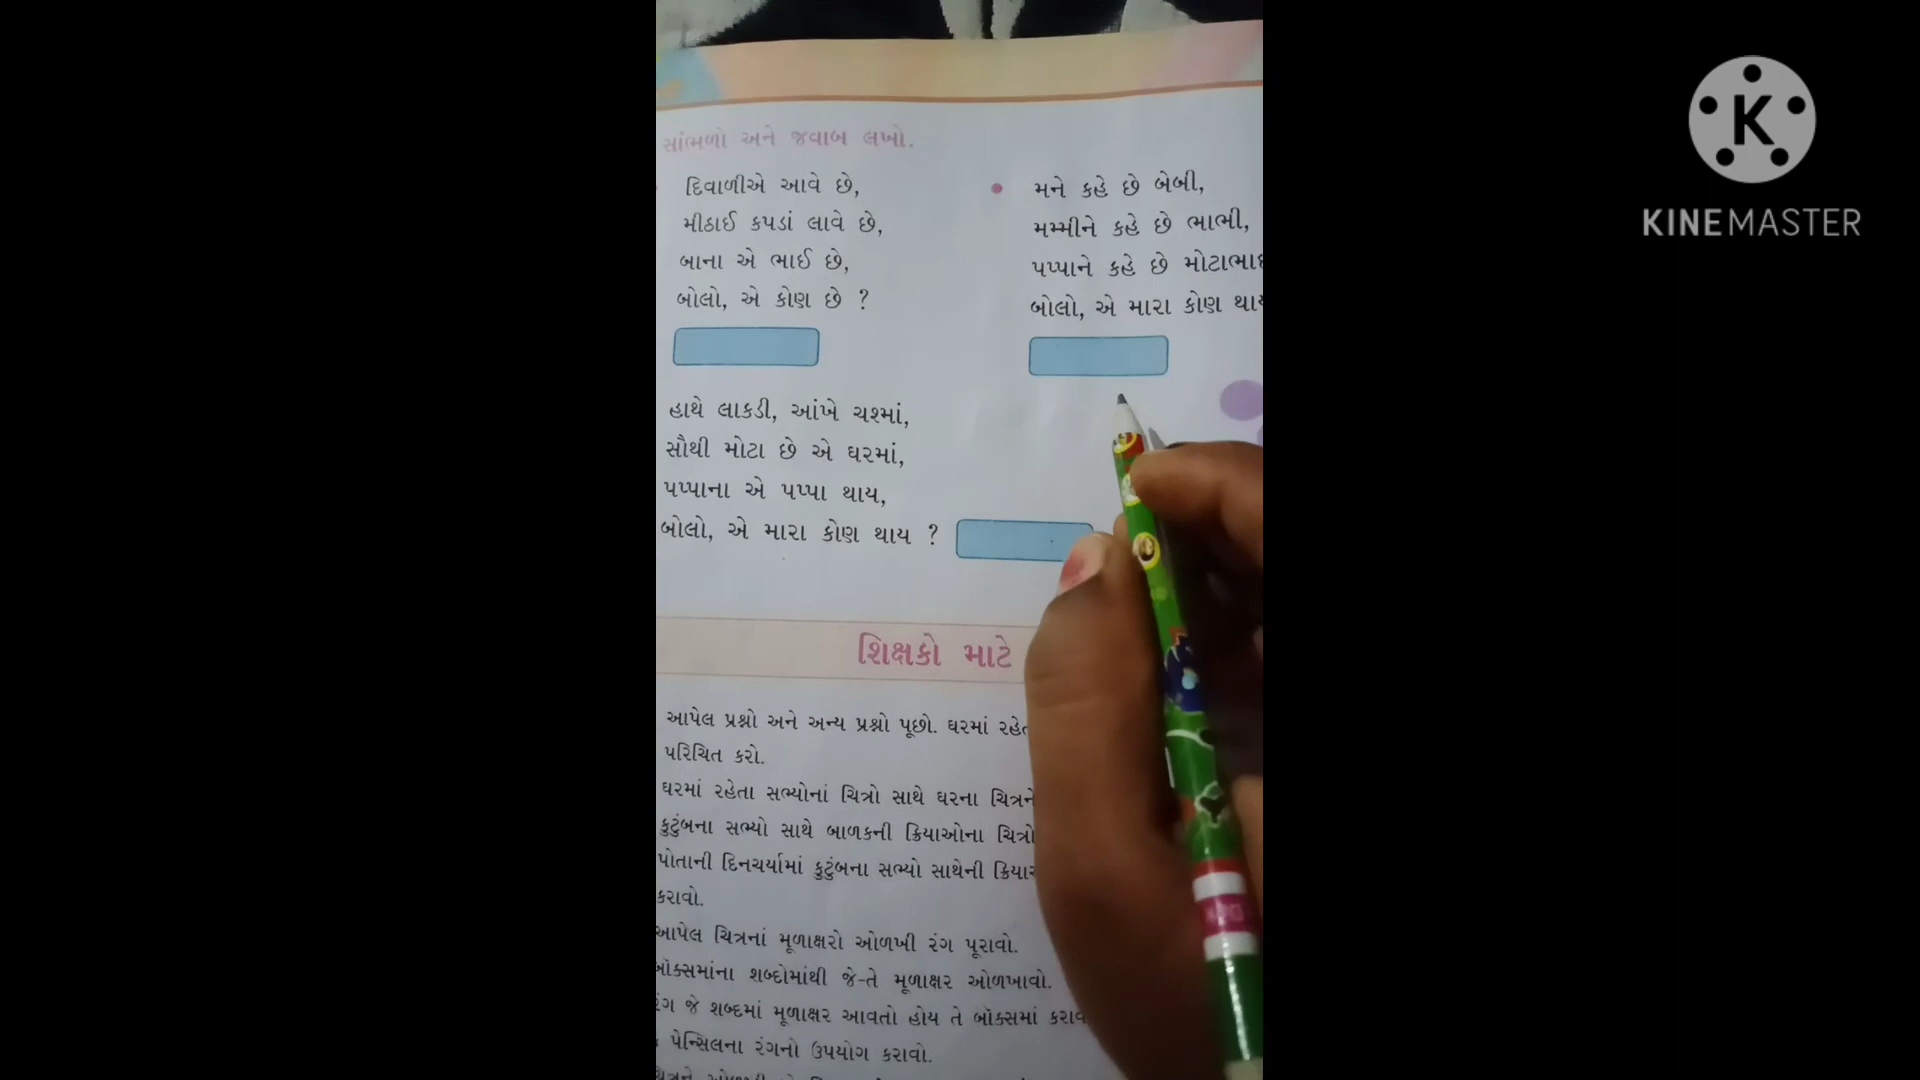 સાંભળો અને જવાબ લખો.
દિવાળીએ આવે છે,
મીઠાઈ કપડાં લાવે છે,
બાના એ ભાઈ છે,
બોલો, એ કોણ છે ?
મને કહે છે બેબી,
મમ્મીને કહે છે ભાભી,
પપ્પાને કહે છે
બોલો, એ મારા કોણ
હાથે લાકડી, આંખે ચશ્માં,
સૌથી મોટા છે એ ઘરમાં,
પપ્પાના એ પપ્પા થાય,
બોલો, એ મારા કોણ થાય ?
શિક્ષકો માટે
આપેલ પ્રશ્નો અને અન્ય પ્રશ્નો પૂછો. ઘરમાં
પરિચિત કરો.
ઘરમાં રહેતા સભ્યોનાં ચિત્રો સાથે ઘરના
કુટુંબના સભ્યો સાથે બાળકની ક્રિયાઓના ચિત્રો
પોતાની દિનચર્યામાં કુટુંબના સભ્યો સાથેની
કરાવો.
આપેલ ચિત્રનાં મૂળાક્ષરો ઓળખી રંગ પૂરાવો.
બૉક્સમાંના શબ્દોમાંથી જે-તે મૂળાક્ષર ઓળખાવો.
રંગ જે શબ્દમાં મૂળાક્ષર આવતો હોય તે બૉક્સમાં
પેન્સિલના રંગનો ઉપયોગ કરાવો.
KINEMASTER